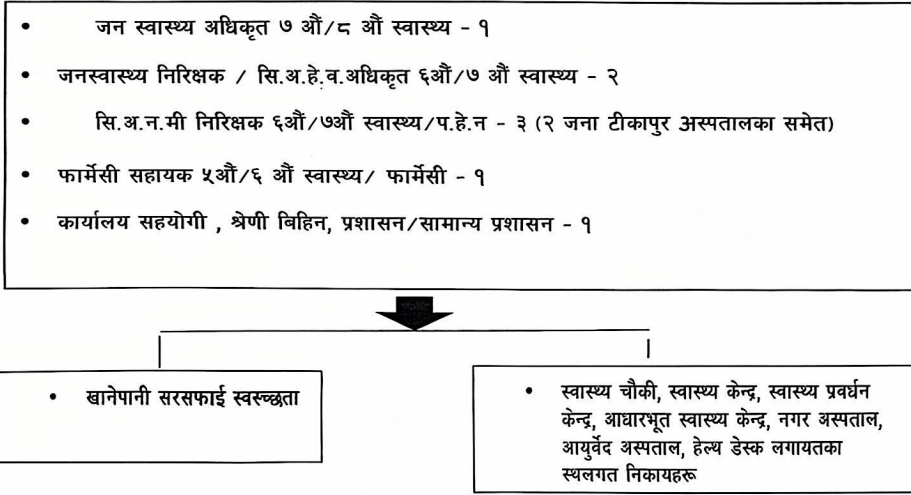 • जन स्वास्थ्य अधिकृत ७ औं/८ औं स्वास्थ्य - १
• जनस्वास्थ्य निरिक्षक / सि.अ.हे.व.अधिकृत ६औं/७ औं स्वास्थ्य - २
• सि.अ.न.मी निरिक्षक ६औं/७औं स्वास्थ्य/प.हे.न - ३ (२ जना टीकापुर अस्पतालका समेत)
• फार्मेसी सहायक ५औं/६ औं स्वास्थ्य/ फार्मेसी - १
• कार्यालय सहयोगी , श्रेणी बिहिन, प्रशासन/सामान्य प्रशासन - १
• खानेपानी सरसफाई स्वस्च्छता
• स्वास्थ्य चौकी, स्वास्थ्य केन्द्र, स्वास्थ्य प्रवर्धन
केन्द्र, आधारभूत स्वास्थ्य केन्द्र, नगर अस्पताल,
आयुर्वेद अस्पताल, हेल्थ डेस्क लगायतका
स्थलगत निकायहरू